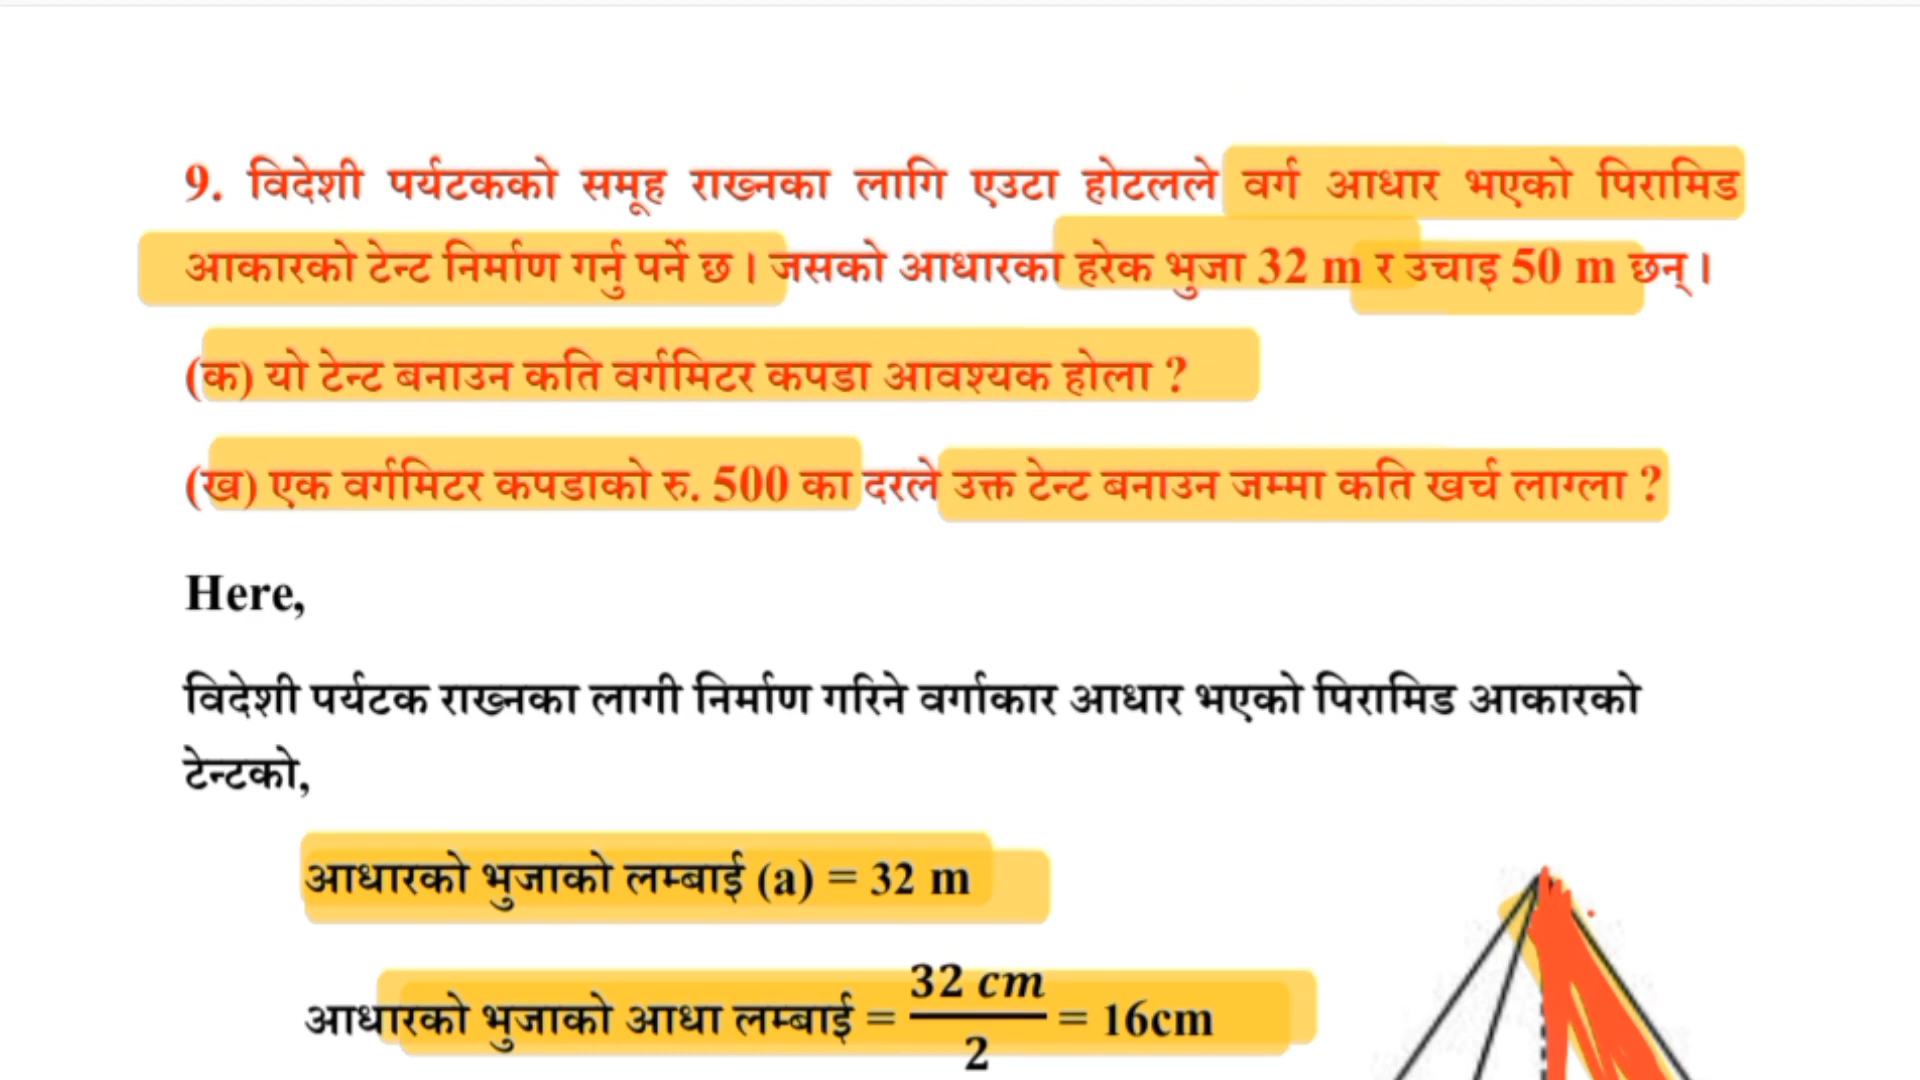 9. विदेशी पर्यटकको समूह राख्नका लागि एउटा होटलले वर्ग आधार भएको पिरामिड
आकारको टेन्ट निर्माण गर्नु पर्ने छ । जसको आधारका हरेक भुजा 32 m र उचाइ 50 m छन् ।
(क) यो टेन्ट बनाउन कति वर्गमिटर कपडा आवश्यक होला ?
(ख) एक वर्गमिटर कपडाको रु. 500 का दरले उक्त टेन्ट बनाउन जम्मा कति खर्च लाग्ला ?
Here,
विदेशी पर्यटक राख्नका लागी निर्माण गरिने वर्गाकार आधार भएको पिरामिड आकारको
टेन्टको,
आधारको भुजाको लम्बाई (a) = 32 m
आधारको भुजाको आधा लम्बाई = \frac{32 cm}{2} = 16cm